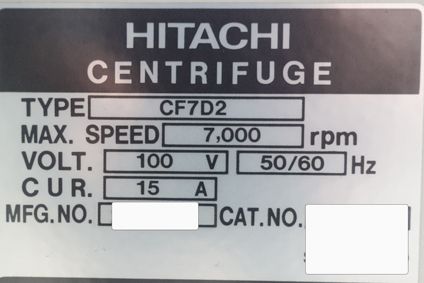 HITACHI
CENTRIFUGE
TYPE CF7D2
MAX. SPEED 7,000 rpm
VOLT. 100 V 50/60 Hz
CUR. 15 A
MFG.NO. CAT.NO.